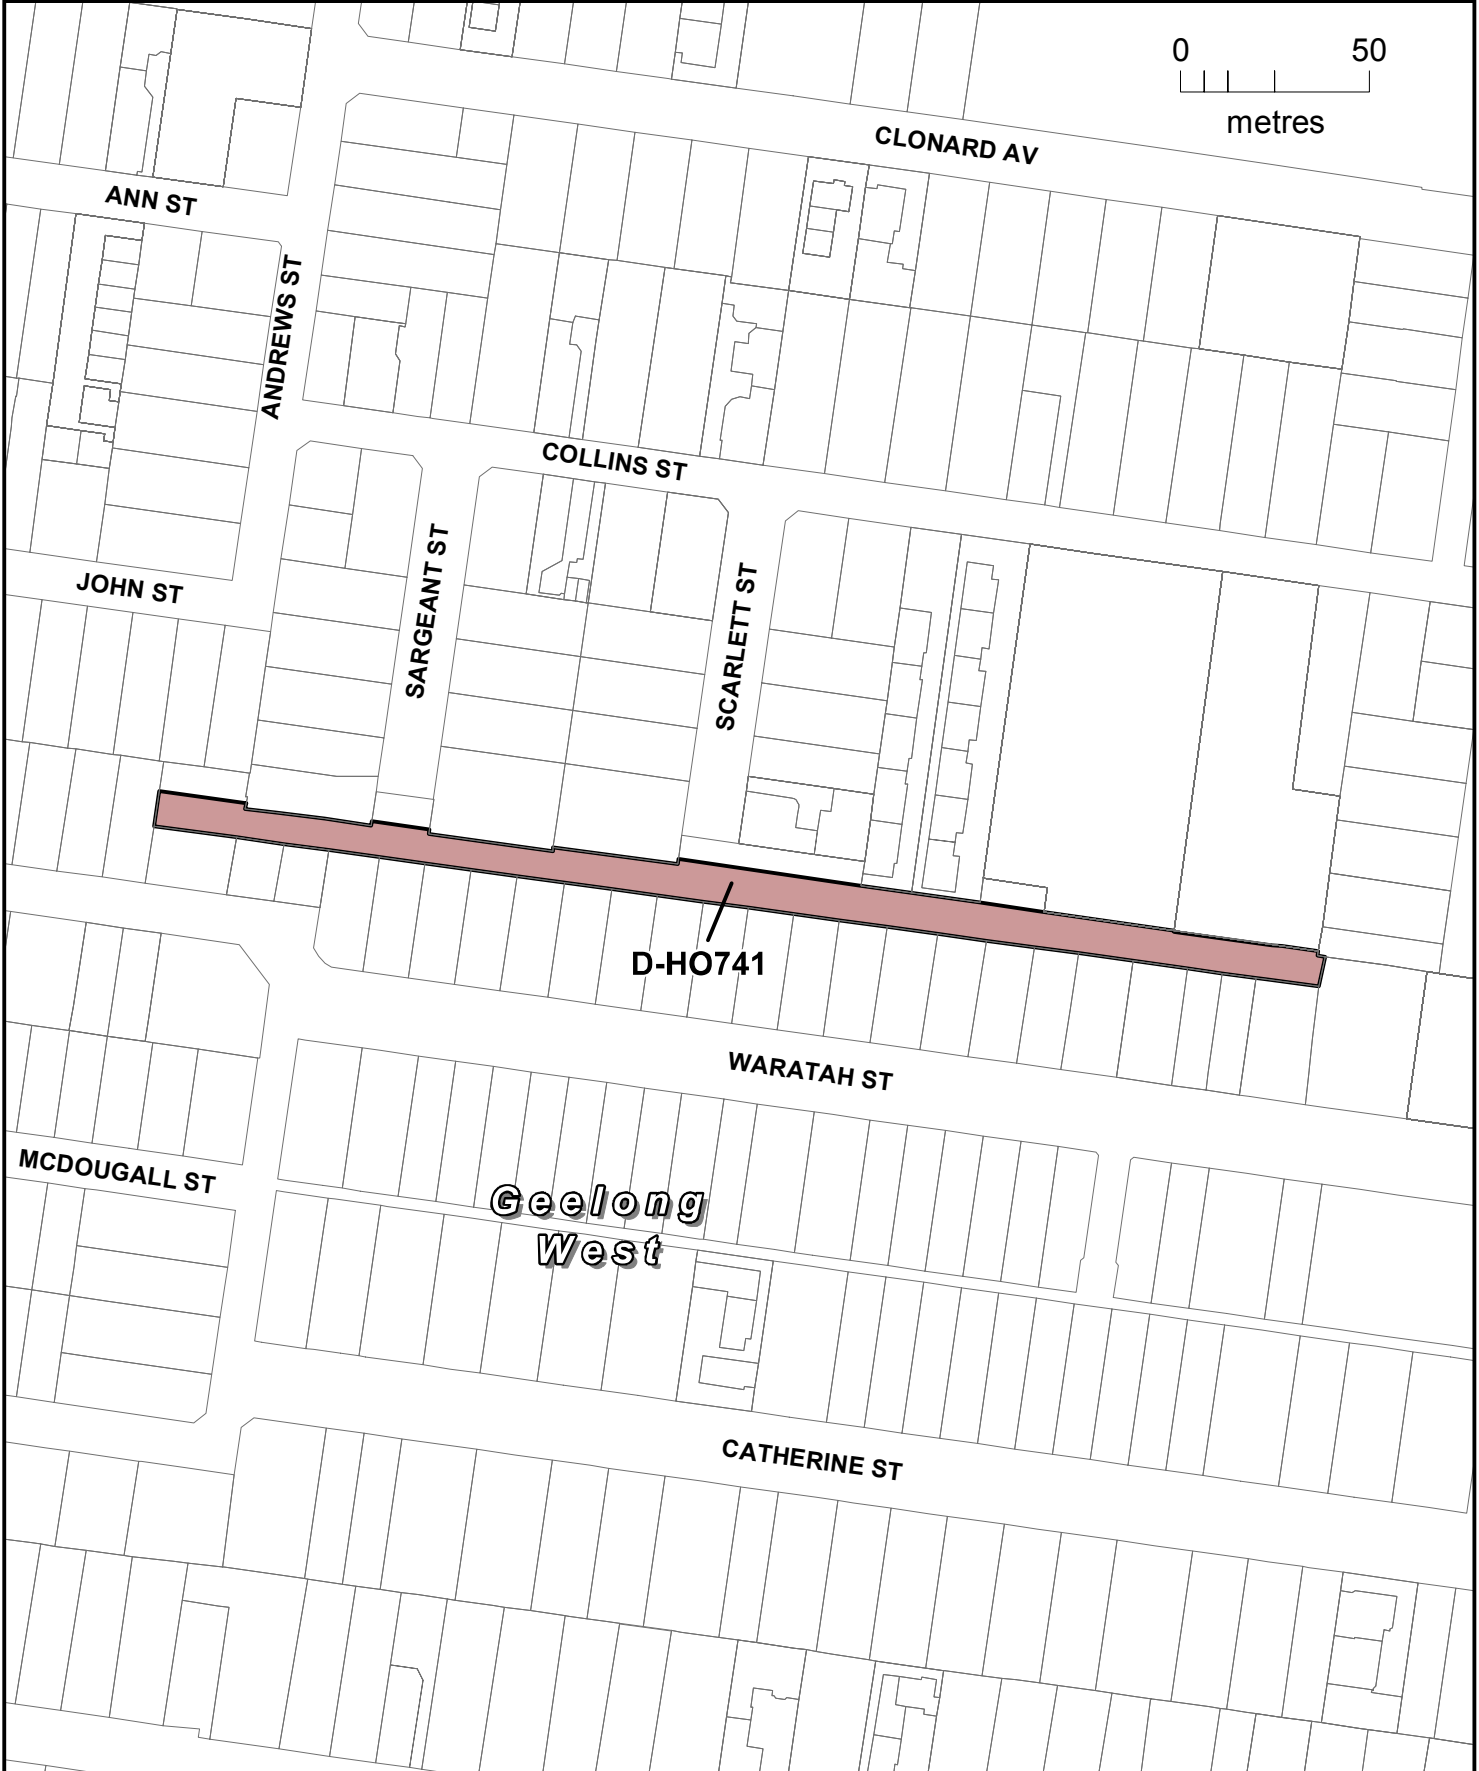 0 50
metres
CLONARD AV
ANN ST
ANDREWS ST
COLLINS ST
SARGEANT ST
SCARLETT ST
JOHN ST
D-HO741
WARATAH ST
MCDOUGALL ST
Geelong
West
CATHERINE ST